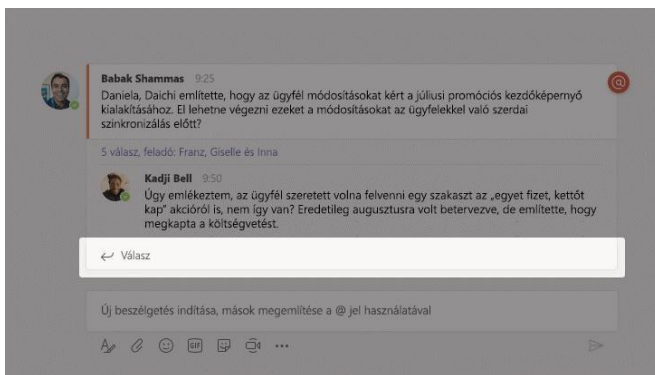 Babak Shammas 9:25
Daniela, Daichi említette, hogy az ügyfél módosításokat kért a júliusi promóciós kezdőképernyő
kialakításához. El lehetne végezni ezeket a módosításokat az ügyfelekkel való szerdai
szinkronizálás előtt?
5 válasz, feladó: Franz, Giselle és Inna
Kadji Bell 9:50
Úgy emlékeztem, az ügyfél szeretett volna felvenni egy szakaszt az „egyet fizet, kettőt
kap” akcióról is, nem így van? Eredetileg augusztusra volt betervezve, de említette, hogy
megkapta a költségvetést.
Válasz
Új beszélgetés indítása, mások megemlítése a @ jel használatával
GIF